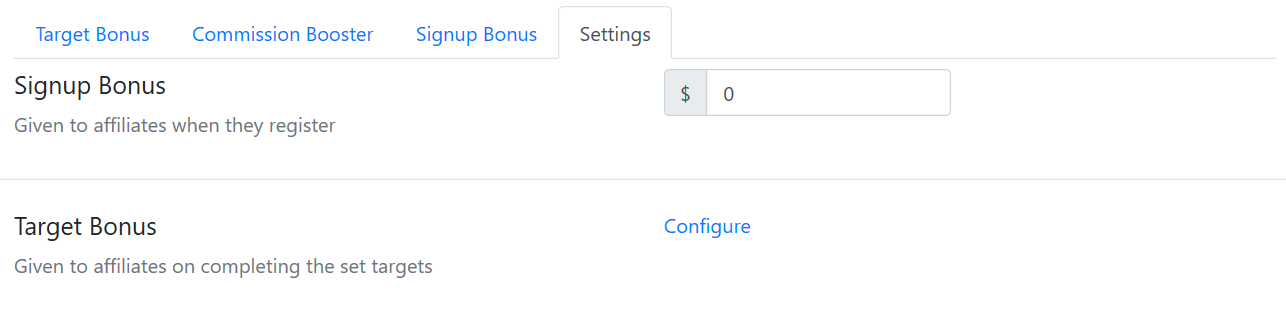 Target Bonus Commission Booster Signup Bonus Settings
Signup Bonus $ 0
Given to affiliates when they register
Target Bonus Configure
Given to affiliates on completing the set targets